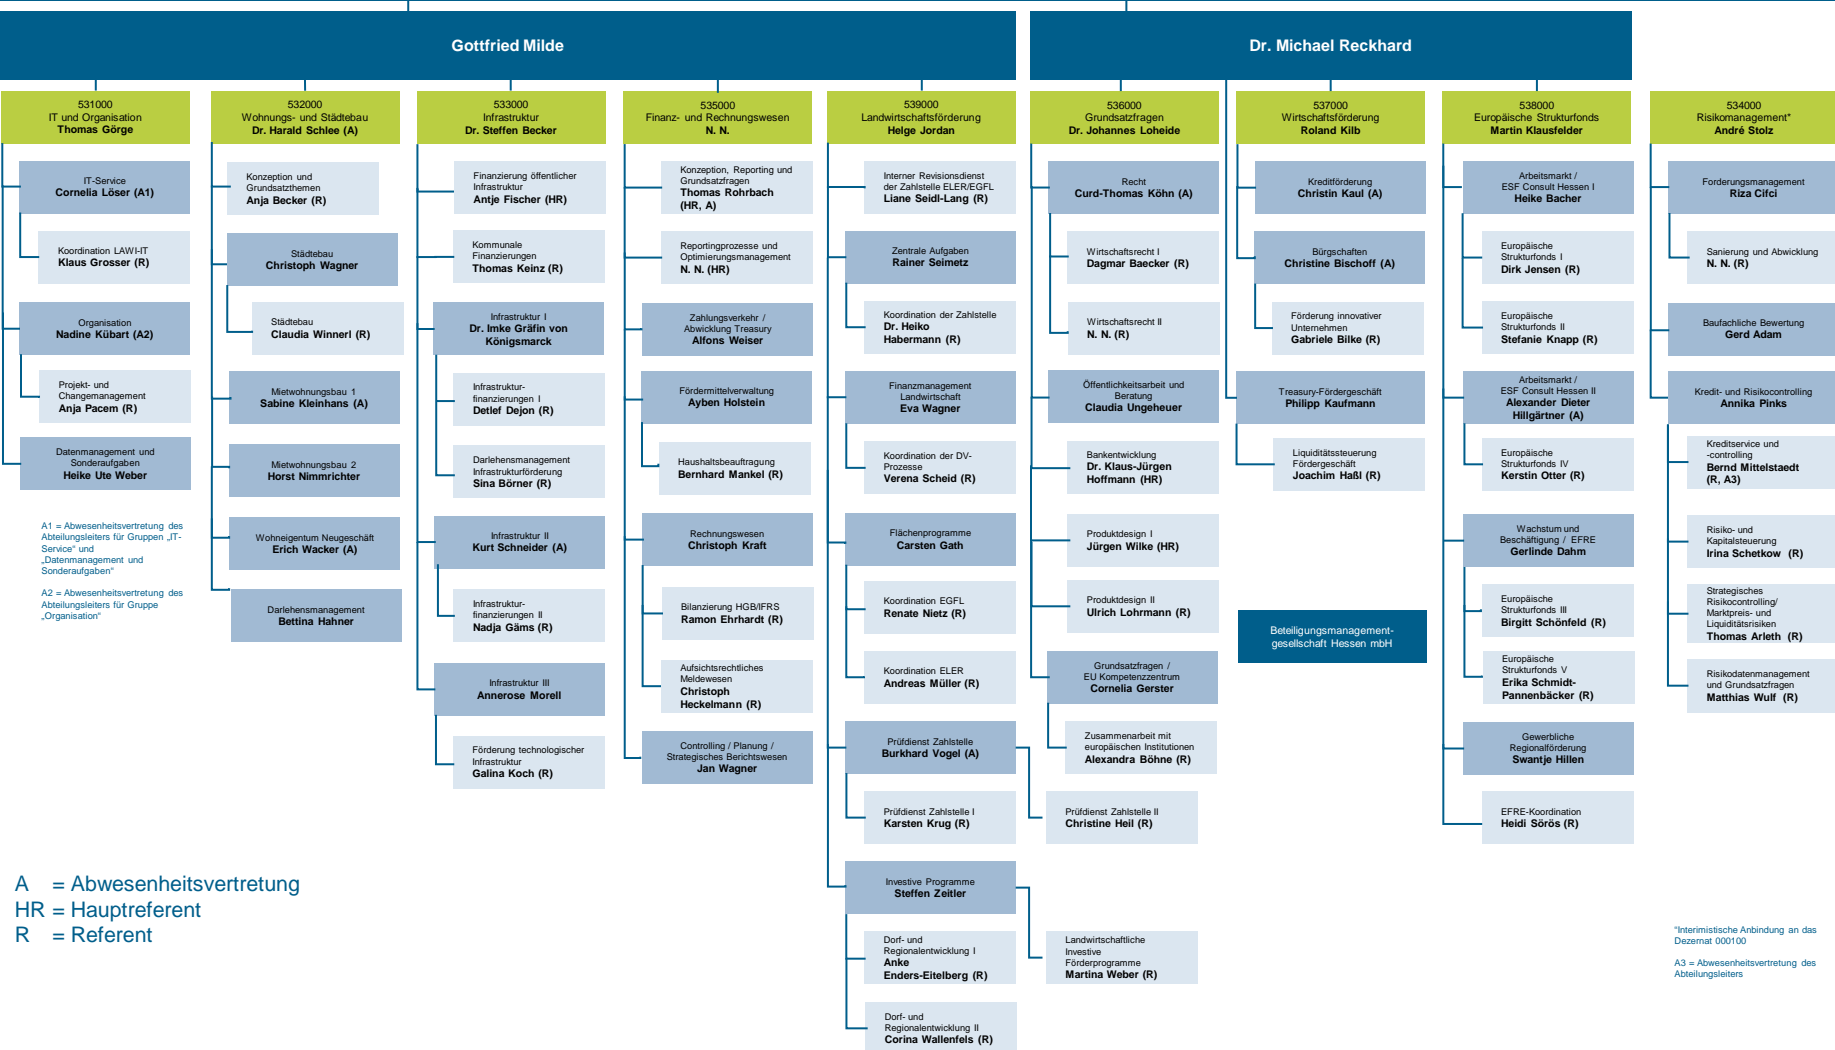 Gottfried Milde
Dr. Michael Reckhard
531000
IT und Organisation
Thomas Görge
IT-Service
Cornelia Löser (A1)
Koordination LAWI-IT
Klaus Grosser (R)
Organisation
Nadine Kübart (A2)
Projekt- und
Changemanagement
Anja Pacem (R)
Datenmanagement und
Sonderaufgaben
Heike Ute Weber
A1 = Abwesenheitsvertretung des
Abteilungsleiters für Gruppen „IT-
Service“ und
„Datenmanagement und
Sonderaufgaben“
A2 = Abwesenheitsvertretung des
Abteilungsleiters für Gruppe
„Organisation“
532000
Wohnungs- und Städtebau
Dr. Harald Schlee (A)
Konzeption und
Grundsatzthemen
Anja Becker (R)
Städtebau
Christoph Wagner
Städtebau
Claudia Winnerl (R)
Mietwohnungsbau 1
Sabine Kleinhans (A)
Mietwohnungsbau 2
Horst Nimmrichter
Wohneigentum Neugeschäft
Erich Wacker (A)
Darlehensmanagement
Bettina Hahner
533000
Infrastruktur
Dr. Steffen Becker
Finanzierung öffentlicher
Infrastruktur
Antje Fischer (HR)
Kommunale
Finanzierungen
Thomas Keinz (R)
Infrastruktur I
Dr. Imke Gräfin von
Königsmarck
Infrastruktur-
finanzierungen I
Detlef Dejon (R)
Darlehensmanagement
Infrastrukturförderung
Sina Börner (R)
Infrastruktur II
Kurt Schneider (A)
Infrastruktur-
finanzierungen II
Nadja Gäms (R)
Infrastruktur III
Annerose Morell
Förderung technologischer
Infrastruktur
Galina Koch (R)
535000
Finanz- und Rechnungswesen
N. N.
Konzeption, Reporting und
Grundsatzfragen
Thomas Rohrbach
(HR, A)
Reportingprozesse und
Optimierungsmanagement
N. N. (HR)
Zahlungsverkehr /
Abwicklung Treasury
Alfons Weiser
Fördermittelverwaltung
Ayben Holstein
Haushaltsbeauftragung
Bernhard Mankel (R)
Rechnungswesen
Christoph Kraft
Bilanzierung HGB/IFRS
Ramon Ehrhardt (R)
Aufsichtsrechtliches
Meldewesen
Christoph
Heckelmann (R)
Controlling / Planung /
Strategisches Berichtswesen
Jan Wagner
539000
Landwirtschaftsförderung
Helge Jordan
Interner Revisionsdienst
der Zahlstelle ELER/EGFL
Liane Seidl-Lang (R)
Zentrale Aufgaben
Rainer Seimetz
Koordination der Zahlstelle
Dr. Heiko
Habermann (R)
Finanzmanagement
Landwirtschaft
Eva Wagner
Koordination der DV-
Prozesse
Verena Scheid (R)
Flächenprogramme
Carsten Gath
Koordination EGFL
Renate Nietz (R)
Koordination ELER
Andreas Müller (R)
Prüfdienst Zahlstelle
Burkhard Vogel (A)
Prüfdienst Zahlstelle I
Karsten Krug (R)
Prüfdienst Zahlstelle II
Christine Heil (R)
Investive Programme
Steffen Zeitler
Dorf- und
Regionalentwicklung I
Anke
Enders-Eitelberg (R)
Landwirtschaftliche
Investive
Förderprogramme
Martina Weber (R)
Dorf- und
Regionalentwicklung II
Corina Wallenfels (R)
536000
Grundsatzfragen
Dr. Johannes Loheide
Recht
Curd-Thomas Köhn (A)
Wirtschaftsrecht I
Dagmar Baecker (R)
Wirtschaftsrecht II
N. N. (R)
Öffentlichkeitsarbeit und
Beratung
Claudia Ungeheuer
Bankentwicklung
Dr. Klaus-Jürgen
Hoffmann (HR)
Produktdesign I
Jürgen Wilke (HR)
Produktdesign II
Ulrich Lohrmann (R)
Grundsatzfragen /
EU Kompetenzzentrum
Cornelia Gerster
Zusammenarbeit mit
europäischen Institutionen
Alexandra Böhne (R)
537000
Wirtschaftsförderung
Roland Kilb
Kreditförderung
Christin Kaul (A)
Bürgschaften
Christine Bischoff (A)
Förderung innovativer
Unternehmen
Gabriele Bilke (R)
Treasury-Fördergeschäft
Philipp Kaufmann
Liquiditätssteuerung
Fördergeschäft
Joachim Haßl (R)
Beteiligungsmanagement-
gesellschaft Hessen mbH
538000
Europäische Strukturfonds
Martin Klausfelder
Arbeitsmarkt /
ESF Consult Hessen I
Heike Bacher
Europäische
Strukturfonds I
Dirk Jensen (R)
Europäische
Strukturfonds II
Stefanie Knapp (R)
Arbeitsmarkt /
ESF Consult Hessen II
Alexander Dieter
Hillgärtner (A)
Europäische
Strukturfonds IV
Kerstin Otter (R)
Wachstum und
Beschäftigung / EFRE
Gerlinde Dahm
Europäische
Strukturfonds III
Birgitt Schönfeld (R)
Europäische
Strukturfonds V
Erika Schmidt-
Pannenbäcker (R)
Gewerbliche
Regionalförderung
Swantje Hillen
EFRE-Koordination
Heidi Sörös (R)
534000
Risikomanagement*
André Stolz
Forderungsmanagement
Riza Cifci
Sanierung und Abwicklung
N. N. (R)
Baufachliche Bewertung
Gerd Adam
Kredit- und Risikocontrolling
Annika Pinks
Kreditservice und
-controlling
Bernd Mittelstaedt
(R, A3)
Risiko- und
Kapitalsteuerung
Irina Schetkow (R)
Strategisches
Risikocontrolling/
Marktpreis- und
Liquiditätsrisiken
Thomas Arleth (R)
Risikodatenmanagement
und Grundsatzfragen
Matthias Wulf (R)
A = Abwesenheitsvertretung
HR = Hauptreferent
R = Referent
*Interimistische Anbindung an das
Dezernat 000100
A3 = Abwesenheitsvertretung des
Abteilungsleiters